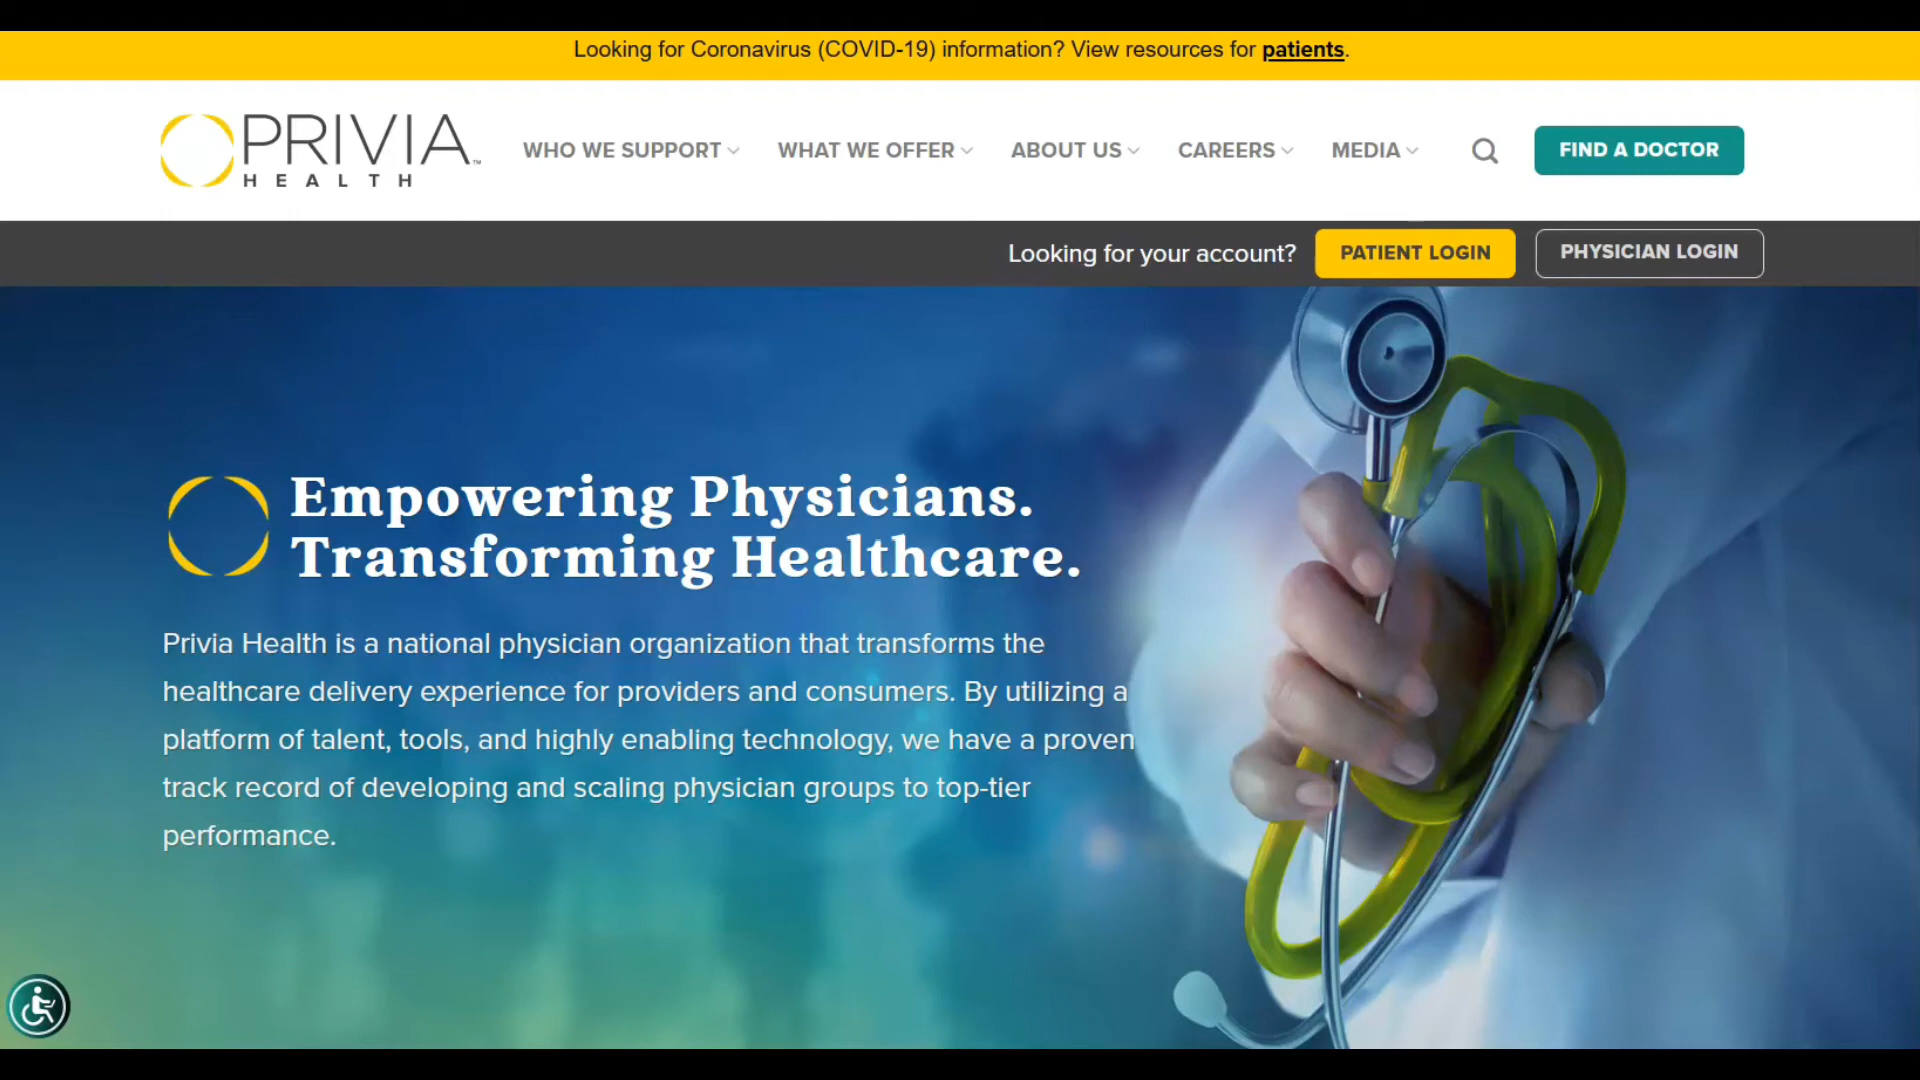 Looking for Coronavirus (COVID-19) information? View resources for patients.
PRIVIA™
HEALTH
WHO WE SUPPORT
WHAT WE OFFER
ABOUT US
CAREERS
MEDIA
FIND A DOCTOR
Looking for your account?
PATIENT LOGIN
PHYSICIAN LOGIN
Empowering Physicians.
Transforming Healthcare.
Privia Health is a national physician organization that transforms the
healthcare delivery experience for providers and consumers. By utilizing a
platform of talent, tools, and highly enabling technology, we have a proven
track record of developing and scaling physician groups to top-tier
performance.